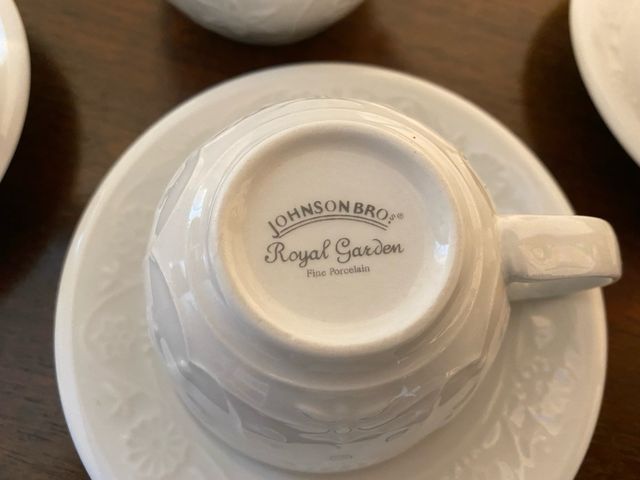 JOHNSON BROS®
Royal Garden
Fine Porcelain